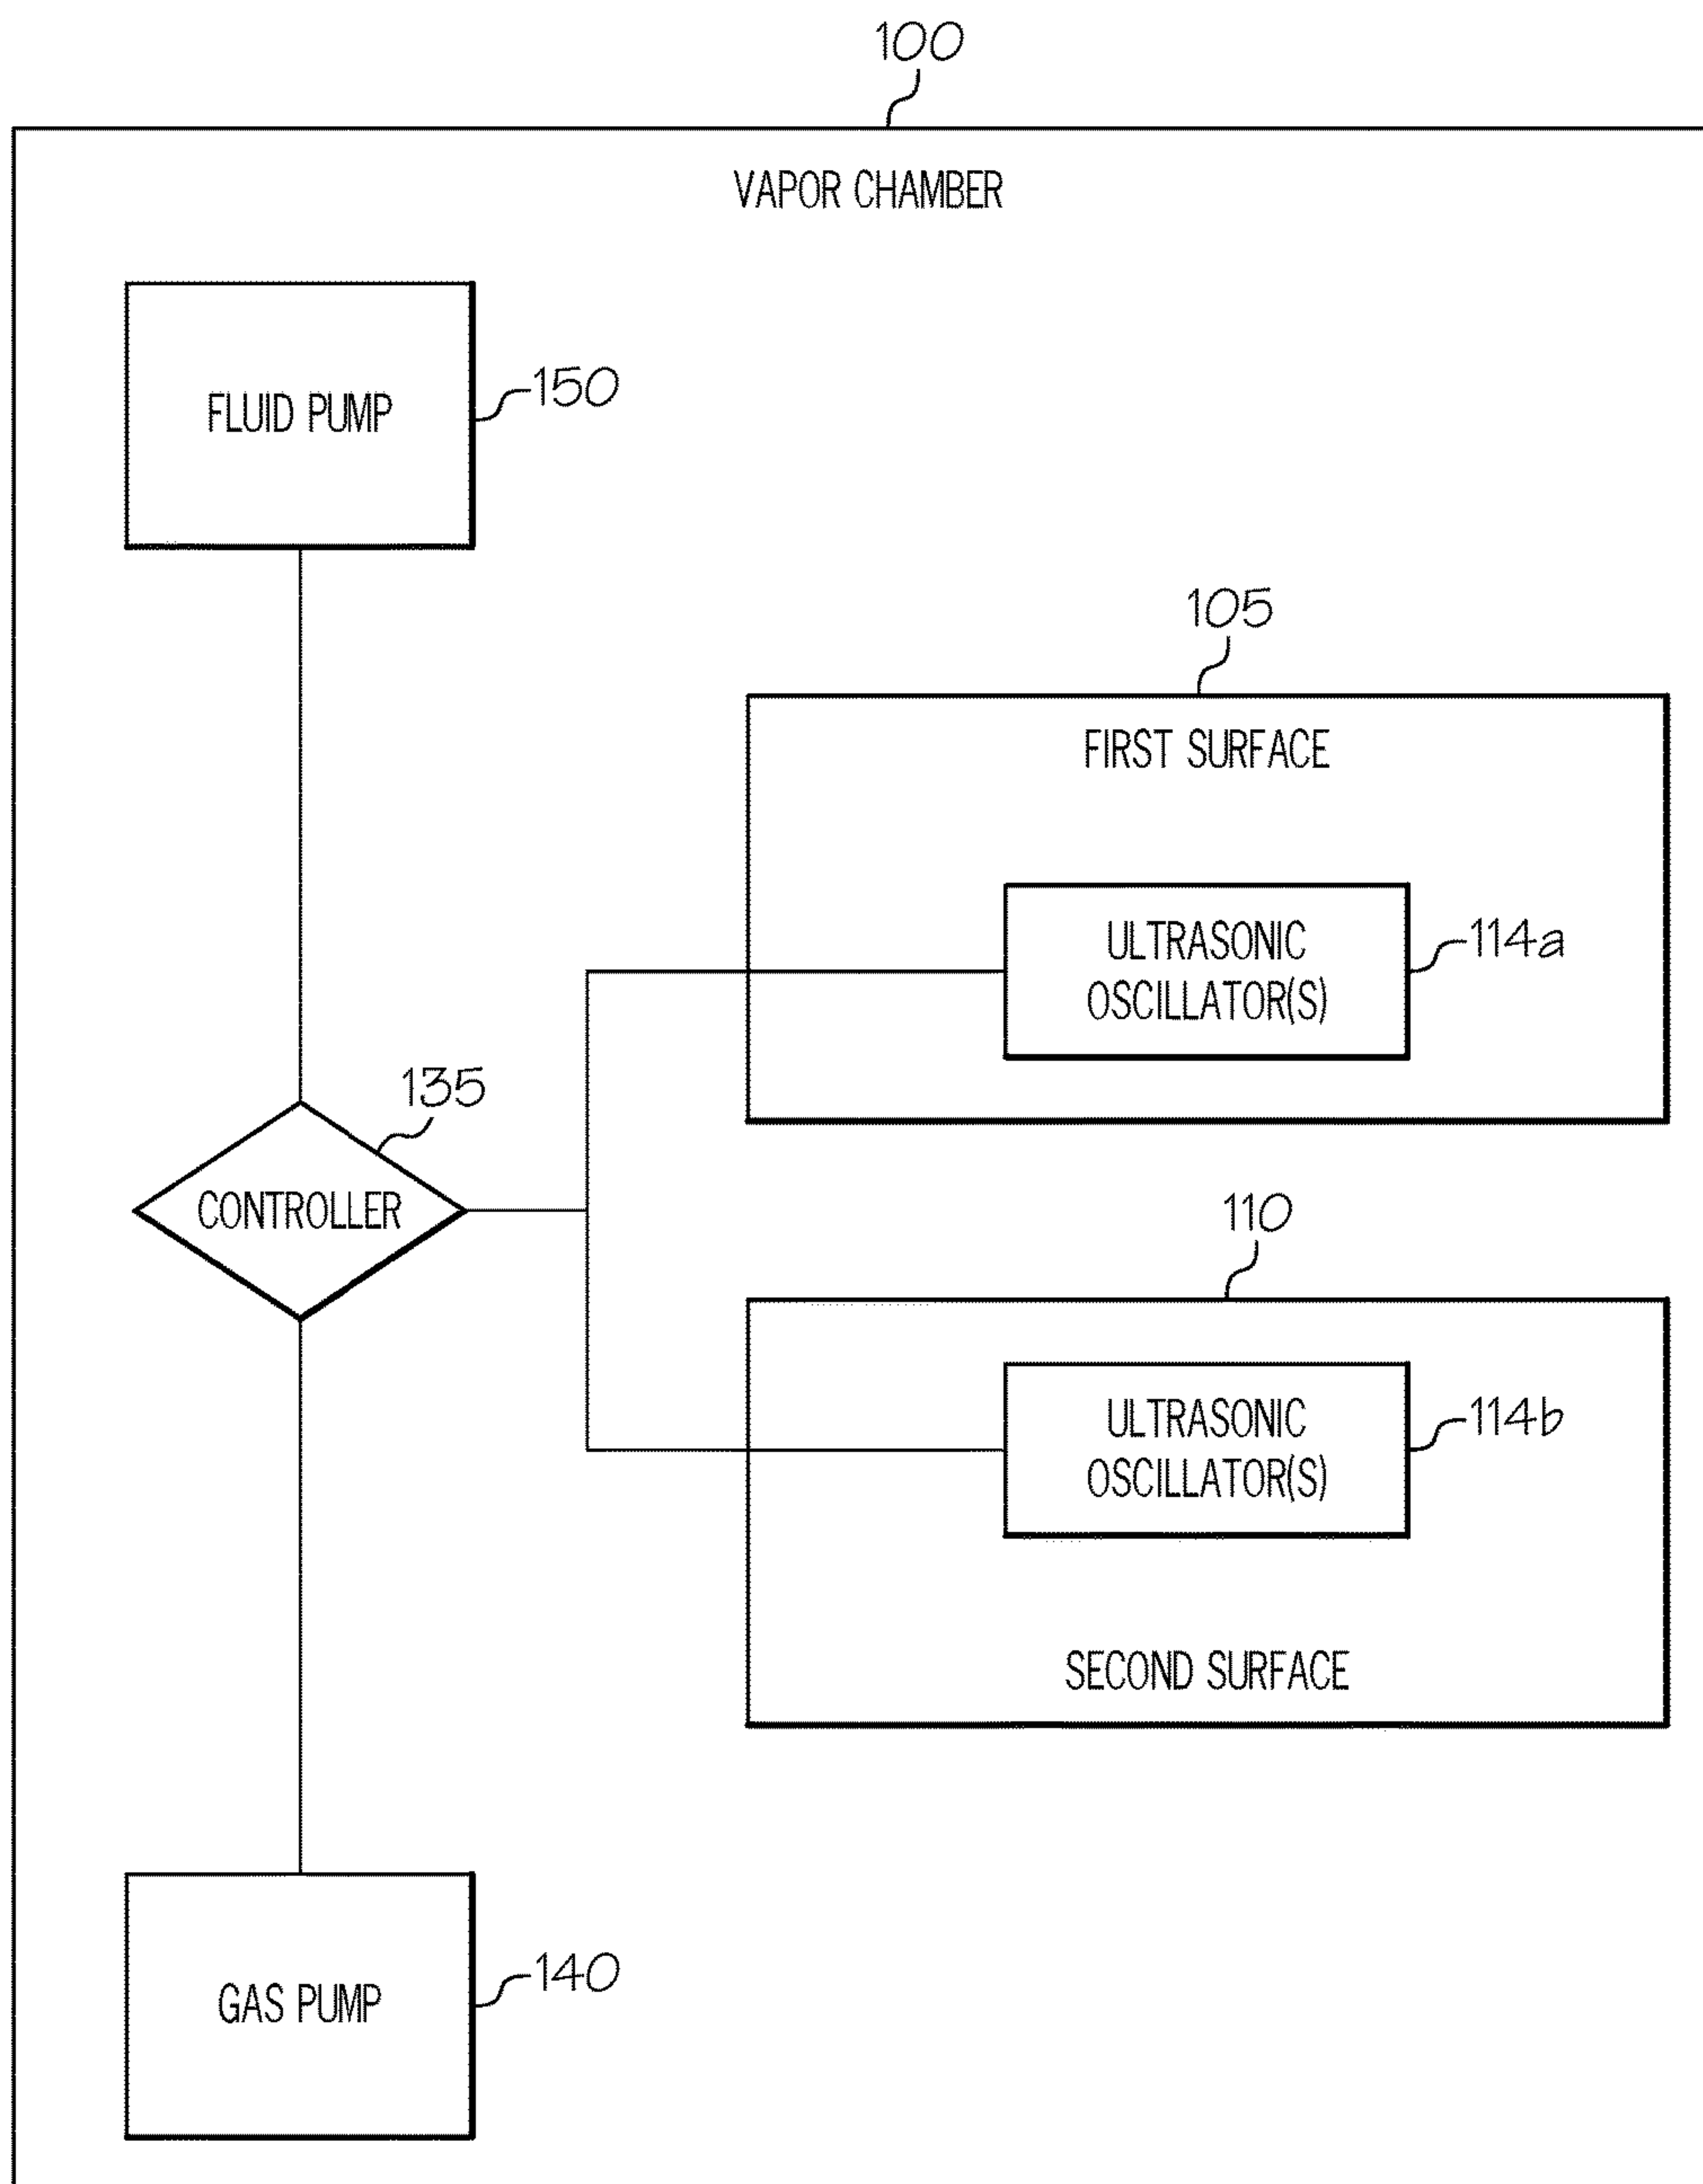 100
VAPOR CHAMBER
FLUID PUMP
150
105
FIRST SURFACE
ULTRASONIC
OSCILLATOR(S)
114a
135
CONTROLLER
110
ULTRASONIC
OSCILLATOR(S)
114b
SECOND SURFACE
GAS PUMP
140